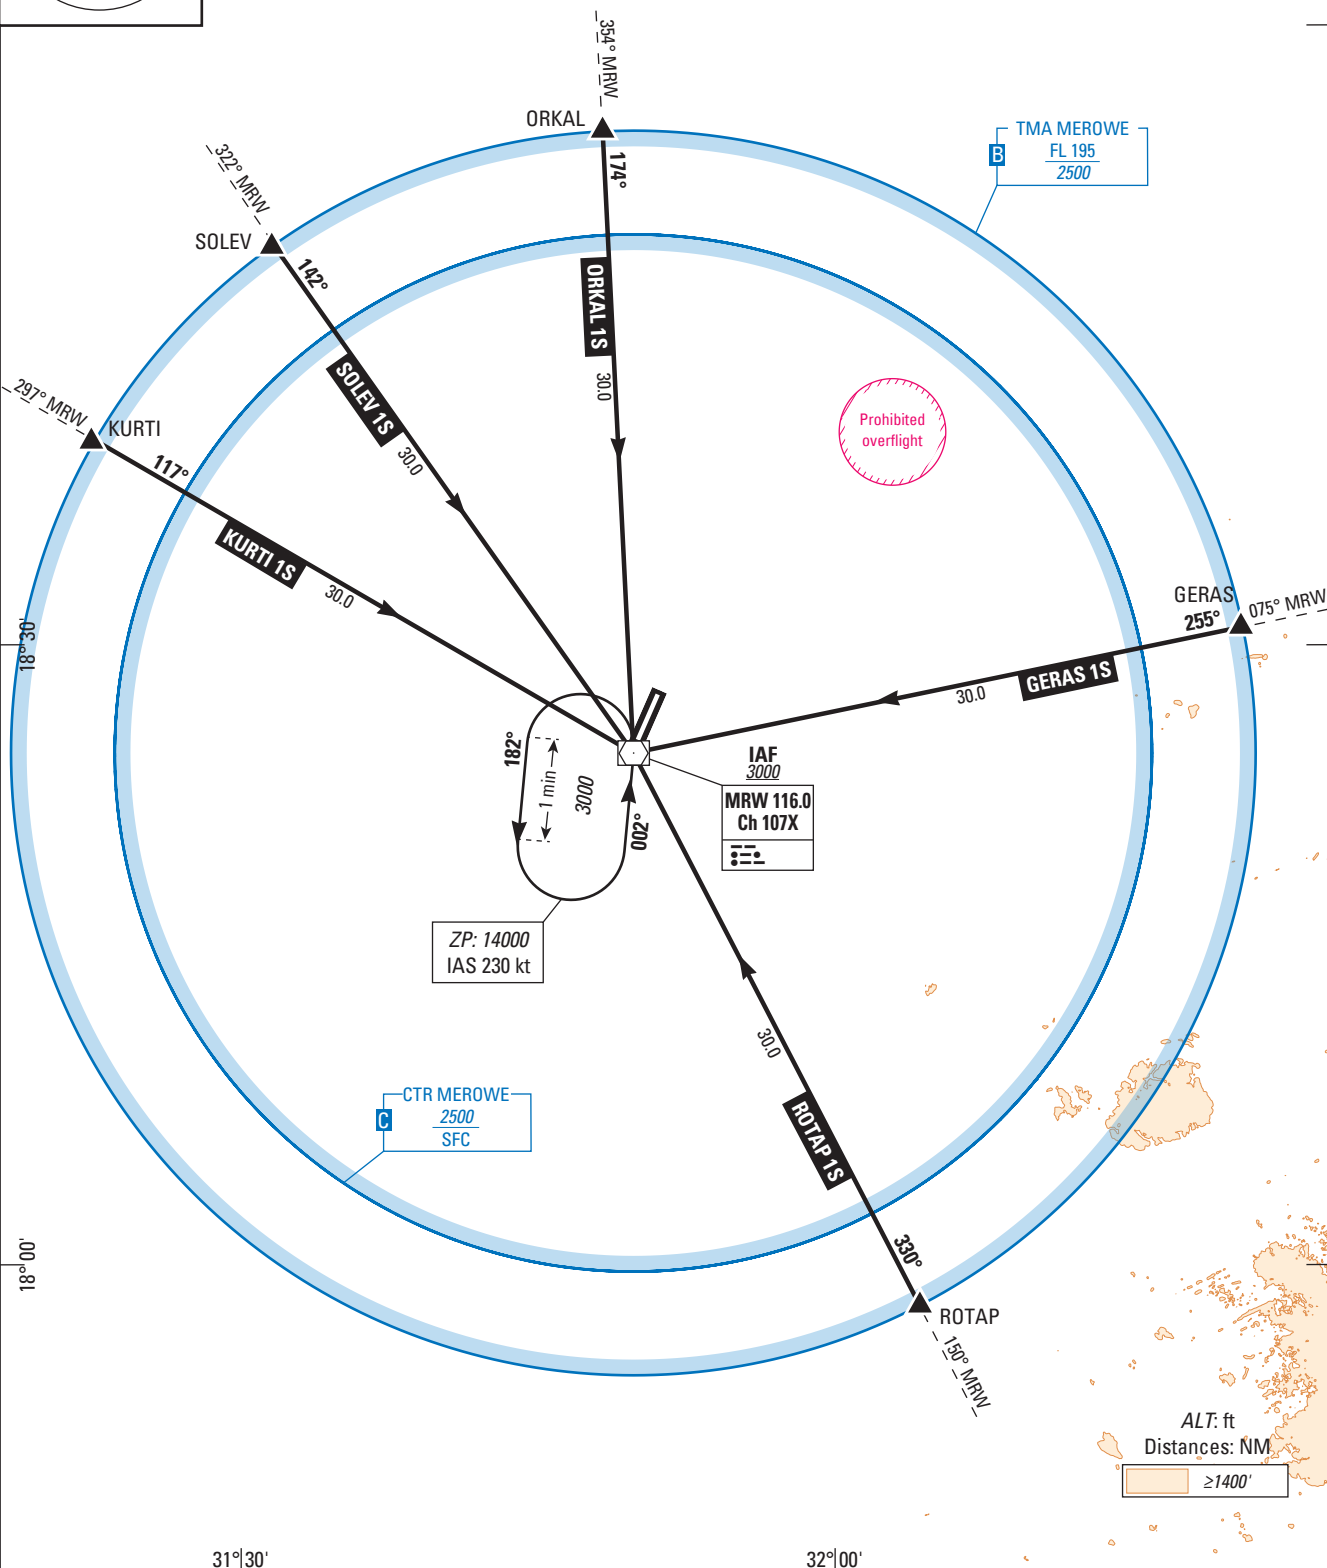 354° MRW
ORKAL
174°
TMA MEROWE
B
FL 195
2500
322° MRW
SOLEV
142°
ORKAL 1S
30.0
SOLEV 1S
30.0
Prohibited
overflight
297° MRW
KURTI
117°
KURTI 1S
30.0
GERAS
075° MRW
255°
GERAS 1S
30.0
18°30'
182°
1 min
3000
002°
IAF
3000
MRW 116.0
Ch 107X
ZP: 14000
IAS 230 kt
30.0
CTR MEROWE
C
2500
SFC
ROTAP 1S
330°
ROTAP
150° MRW
18°00'
ALT: ft
Distances: NM
≥1400'
31°30'
32°00'